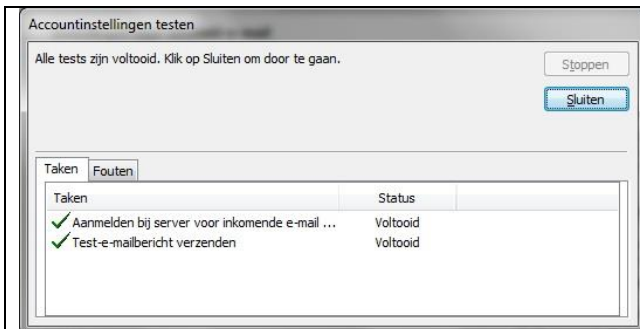 Accountinstellingen testen
Alle tests zijn voltooid. Klik op Sluiten om door te gaan.
Stoppen
Sluiten
Taken Fouten
Taken Status
Aanmelden bij server voor inkomende e-mail ... Voltooid
Test-e-mailbericht verzenden Voltooid